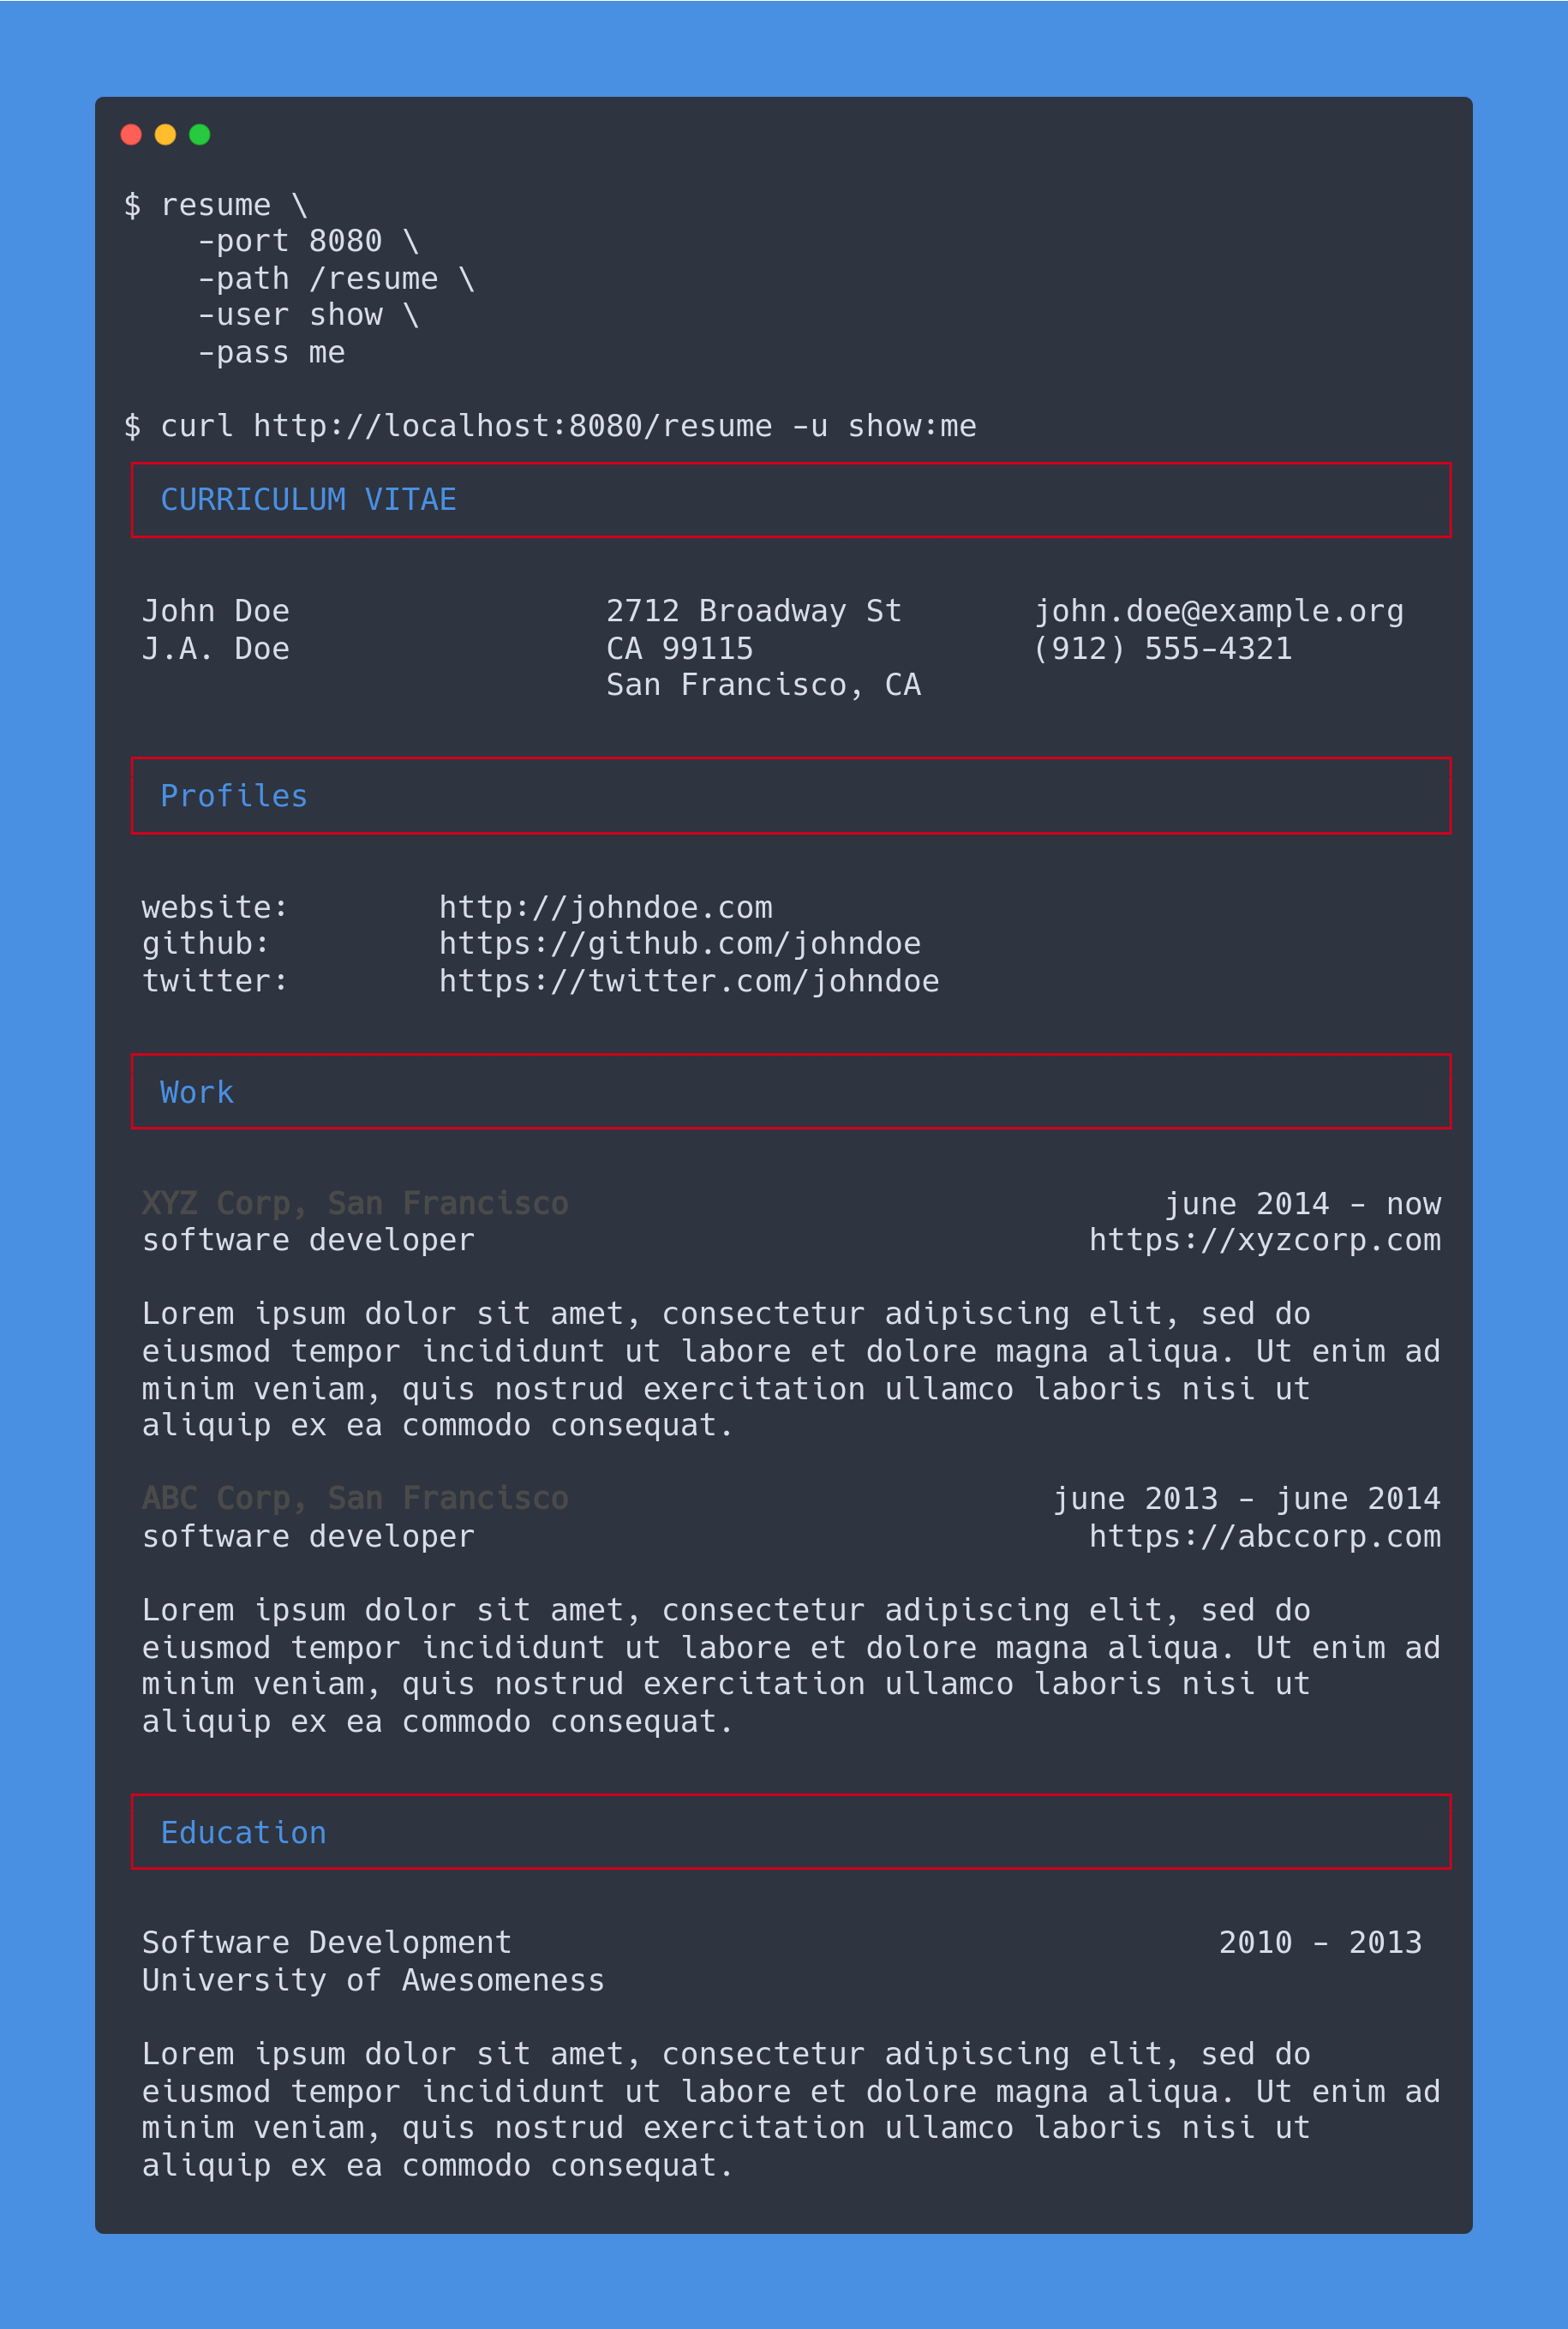 $ resume \
-port 8080 \
-path /resume \
-user show \
-pass me
$ curl http://localhost:8080/resume -u show:me
CURRICULUM VITAE
John Doe 2712 Broadway St john.doe@example.org
J.A. Doe CA 99115 (912) 555-4321
San Francisco, CA
Profiles
website: http://johndoe.com
github: https://github.com/johndoe
twitter: https://twitter.com/johndoe
Work
XYZ Corp, San Francisco june 2014 - now
software developer https://xyzcorp.com
Lorem ipsum dolor sit amet, consectetur adipiscing elit, sed do
eiusmod tempor incididunt ut labore et dolore magna aliqua. Ut enim ad
minim veniam, quis nostrud exercitation ullamco laboris nisi ut
aliquip ex ea commodo consequat.
ABC Corp, San Francisco june 2013 - june 2014
software developer https://abccorp.com
Lorem ipsum dolor sit amet, consectetur adipiscing elit, sed do
eiusmod tempor incididunt ut labore et dolore magna aliqua. Ut enim ad
minim veniam, quis nostrud exercitation ullamco laboris nisi ut
aliquip ex ea commodo consequat.
Education
Software Development 2010 - 2013
University of Awesomeness
Lorem ipsum dolor sit amet, consectetur adipiscing elit, sed do
eiusmod tempor incididunt ut labore et dolore magna aliqua. Ut enim ad
minim veniam, quis nostrud exercitation ullamco laboris nisi ut
aliquip ex ea commodo consequat.